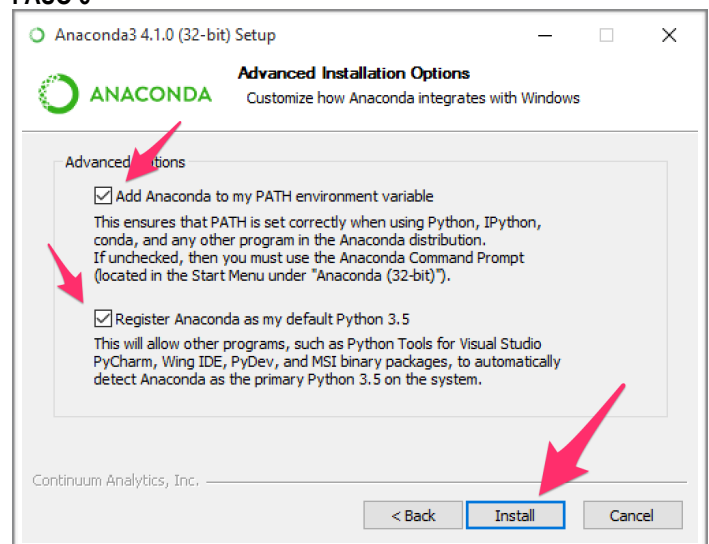 Anaconda3 4.1.0 (32-bit) Setup
ANACONDA
Advanced Installation Options
Customize how Anaconda integrates with Windows
Advanced
Add Anaconda to my PATH environment variable
This ensures that PATH is set correctly when using Python, IPython,
conda, and any other program in the Anaconda distribution.
If unchecked, then you must use the Anaconda Command Prompt
(located in the Start Menu under "Anaconda (32-bit)").
Register Anaconda as my default Python 3.5
This will allow other programs, such as Python Tools for Visual Studio
PyCharm, Wing IDE, PyDev, and MSI binary packages, to automatically
detect Anaconda as the primary Python 3.5 on the system.
Continuum Analytics, Inc.
< Back Install Cancel